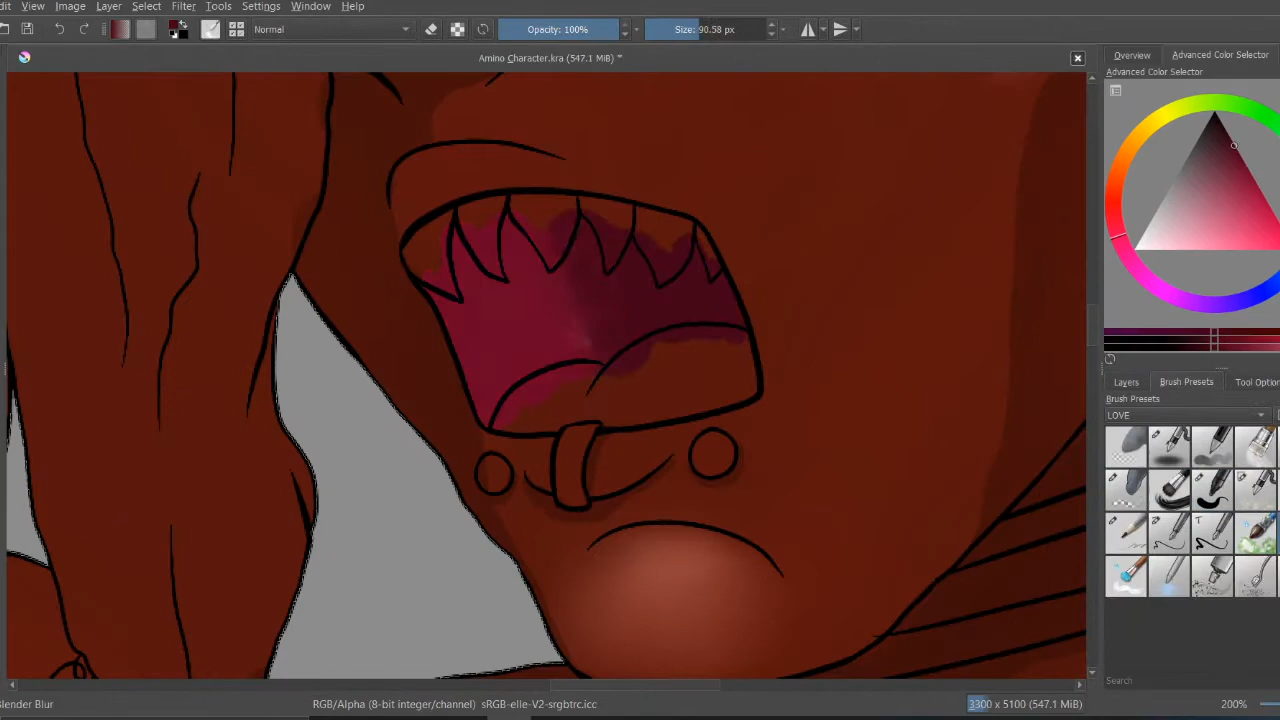 dit View Image Layer Select Filter Tools Settings Window Help
Normal Opacity: 100% Size: 90.58 px
Amino Character.kra (547.1 MiB) *
Overview Advanced Color Selector
Advanced Color Selector
Layers Brush Presets Tool Option
Brush Presets
LOVE
Search
lender Blur RGB/Alpha (8-bit integer/channel) sRGB-elle-V2-srgbtrc.icc 3300 x 5100 (547.1 MiB) 200%